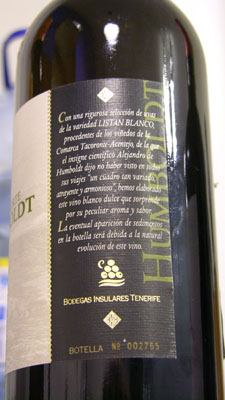 LDT
Con una rigurosa selección de uvas
de la variedad LISTAN BLANCO,
procedentes de los viñedos de la
Comarca Tacoronte-Acentejo, de la que
el insigne científico Alejandro de
Humboldt dijo no haber visto en todos
sus viajes "un cuadro tan variado,
atrayente y armonioso", hemos elaborado
este vino blanco dulce que sorprende
por su peculiar aroma y sabor.
La eventual aparición de sedimentos
en la botella será debida a la natural
evolución de este vino.
HUMBOLDT
BODEGAS INSULARES TENERIFE
BOTELLA Nº 002765